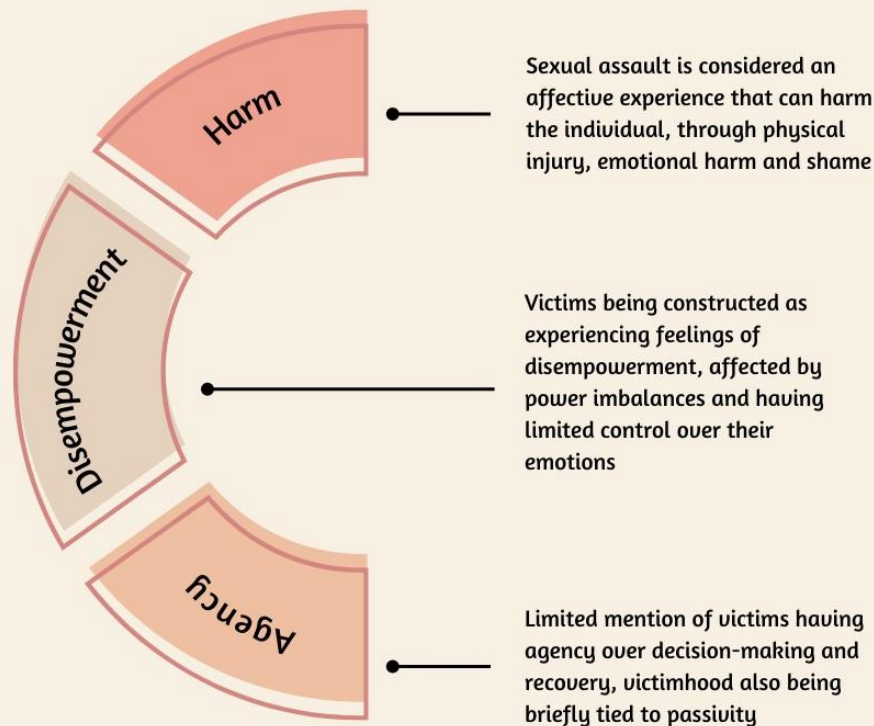 Harm
Sexual assault is considered an
affective experience that can harm
the individual, through physical
injury, emotional harm and shame
Disempowerment
Victims being constructed as
experiencing feelings of
disempowerment, affected by
power imbalances and having
limited control over their
emotions
Agency
Limited mention of victims having
agency over decision-making and
recovery, victimhood also being
briefly tied to passivity